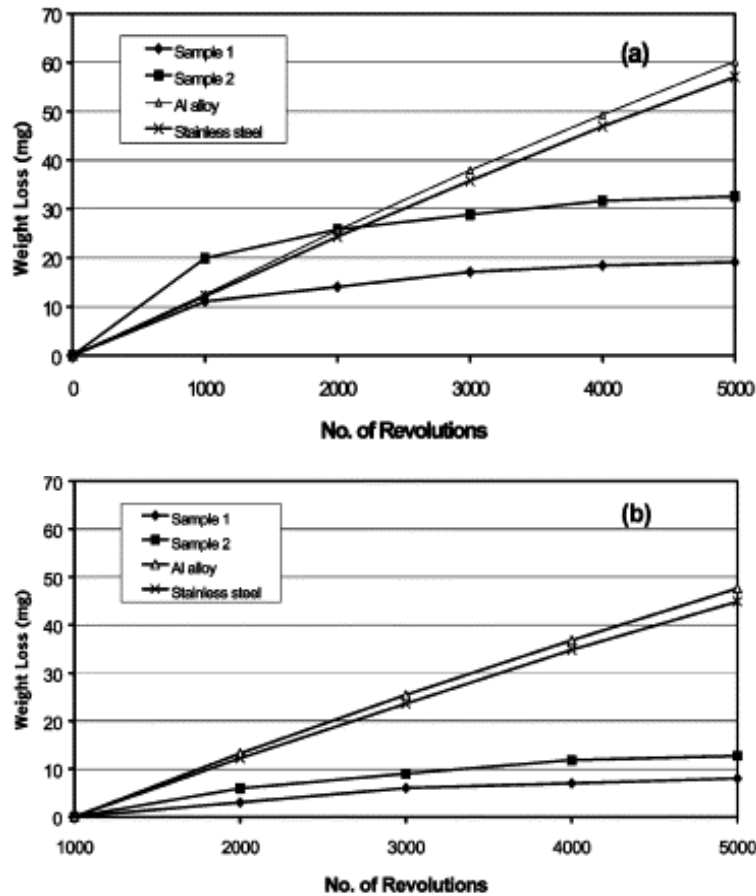 70
60
50
40
30
20
10
0
Weight Loss (mg)
Sample 1
Sample 2
Al alloy
Stainless steel
(a)
0 1000 2000 3000 4000 5000
No. of Revolutions
70
60
50
40
30
20
10
0
Weight Loss (mg)
Sample 1
Sample 2
Al alloy
Stainless steel
(b)
1000 2000 3000 4000 5000
No. of Revolutions